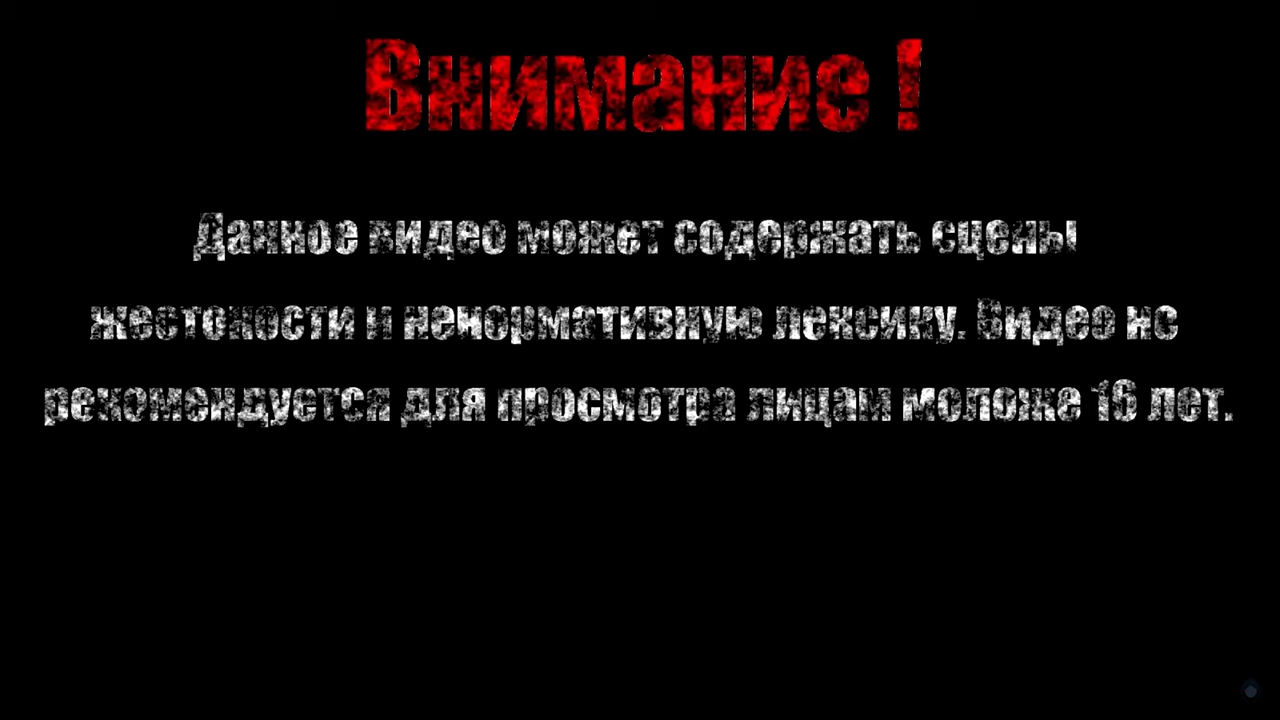 Внимание !
Данное видео может содержать сцены
жестокости и ненормативную лексику. Видео не
рекомендуется для просмотра лицам моложе 16 лет.